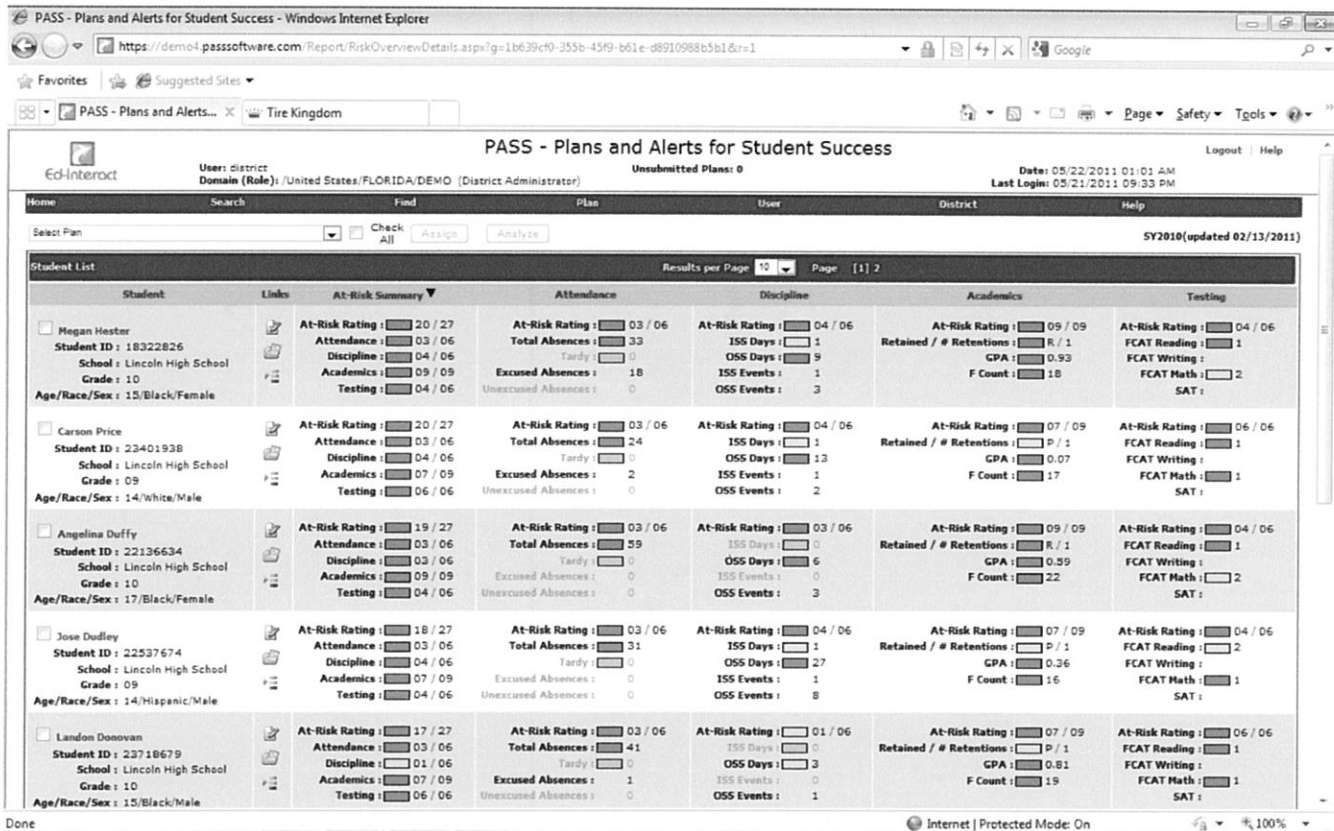 PASS - Plans and Alerts for Student Success - Windows Internet Explorer
https://demo4.passsoftware.com/Report/RiskOverviewDetails.aspx?g=1b639cf0-355b-45f9-b61e-d8910988b5b1&r=1
Google
Favorites Suggested Sites
PASS - Plans and Alerts... X Tire Kingdom Page Safety Tools
PASS - Plans and Alerts for Student Success Logout | Help
Ed-Interact User: district Unsubmitted Plans: 0 Date: 05/22/2011 01:01 AM
Domain (Role): /United States/FLORIDA/DEMO (District Administrator) Last Login: 05/21/2011 09:33 PM
Home Search Find Plan User District Help
Select Plan Check All Assign Analyze SY2010(updated 02/13/2011)
Student List Results per Page 10 Page [1] 2
Student Links At-Risk Summary ▼ Attendance Discipline Academics Testing
Megan Hester At-Risk Rating : 20 / 27 At-Risk Rating : 03 / 06 At-Risk Rating : 04 / 06 At-Risk Rating : 09 / 09 At-Risk Rating : 04 / 06
Student ID : 18322826 Attendance : 03 / 06 Total Absences : 33 ISS Days : 1 Retained / # Retentions : R / 1 FCAT Reading : 1
School : Lincoln High School Discipline : 04 / 06 Tardy : 0 OSS Days : 9 GPA : 0.93 FCAT Writing :
Grade : 10 Academics : 09 / 09 Excused Absences : 18 ISS Events : 1 F Count : 18 FCAT Math : 2
Age/Race/Sex : 15/Black/Female Testing : 04 / 06 Unexcused Absences : 0 OSS Events : 3 SAT :
Carson Price At-Risk Rating : 20 / 27 At-Risk Rating : 03 / 06 At-Risk Rating : 04 / 06 At-Risk Rating : 07 / 09 At-Risk Rating : 06 / 06
Student ID : 23401938 Attendance : 03 / 06 Total Absences : 24 ISS Days : 1 Retained / # Retentions : P / 1 FCAT Reading : 1
School : Lincoln High School Discipline : 04 / 06 Tardy : 0 OSS Days : 13 GPA : 0.07 FCAT Writing :
Grade : 09 Academics : 07 / 09 Excused Absences : 2 ISS Events : 1 F Count : 17 FCAT Math : 1
Age/Race/Sex : 14/White/Male Testing : 06 / 06 Unexcused Absences : 0 OSS Events : 2 SAT :
Angelina Duffy At-Risk Rating : 19 / 27 At-Risk Rating : 03 / 06 At-Risk Rating : 03 / 06 At-Risk Rating : 09 / 09 At-Risk Rating : 04 / 06
Student ID : 22136634 Attendance : 03 / 06 Total Absences : 59 ISS Days : 0 Retained / # Retentions : R / 1 FCAT Reading : 1
School : Lincoln High School Discipline : 03 / 06 Tardy : 0 OSS Days : 6 GPA : 0.59 FCAT Writing :
Grade : 10 Academics : 09 / 09 Excused Absences : 0 ISS Events : 0 F Count : 22 FCAT Math : 2
Age/Race/Sex : 17/Black/Female Testing : 04 / 06 Unexcused Absences : 0 OSS Events : 3 SAT :
Jose Dudley At-Risk Rating : 18 / 27 At-Risk Rating : 03 / 06 At-Risk Rating : 04 / 06 At-Risk Rating : 07 / 09 At-Risk Rating : 04 / 06
Student ID : 22537674 Attendance : 03 / 06 Total Absences : 31 ISS Days : 1 Retained / # Retentions : P / 1 FCAT Reading : 2
School : Lincoln High School Discipline : 04 / 06 Tardy : 0 OSS Days : 27 GPA : 0.36 FCAT Writing :
Grade : 09 Academics : 07 / 09 Excused Absences : 0 ISS Events : 1 F Count : 16 FCAT Math : 1
Age/Race/Sex : 14/Hispanic/Male Testing : 04 / 06 Unexcused Absences : 0 OSS Events : 8 SAT :
Landon Donovan At-Risk Rating : 17 / 27 At-Risk Rating : 03 / 06 At-Risk Rating : 01 / 06 At-Risk Rating : 07 / 09 At-Risk Rating : 06 / 06
Student ID : 23718679 Attendance : 03 / 06 Total Absences : 41 ISS Days : 0 Retained / # Retentions : P / 1 FCAT Reading : 1
School : Lincoln High School Discipline : 01 / 06 Tardy : 0 OSS Days : 3 GPA : 0.81 FCAT Writing :
Grade : 10 Academics : 07 / 09 Excused Absences : 1 ISS Events : 0 F Count : 19 FCAT Math : 1
Age/Race/Sex : 15/Black/Male Testing : 06 / 06 Unexcused Absences : 0 OSS Events : 1 SAT :
Done Internet | Protected Mode: On 100%